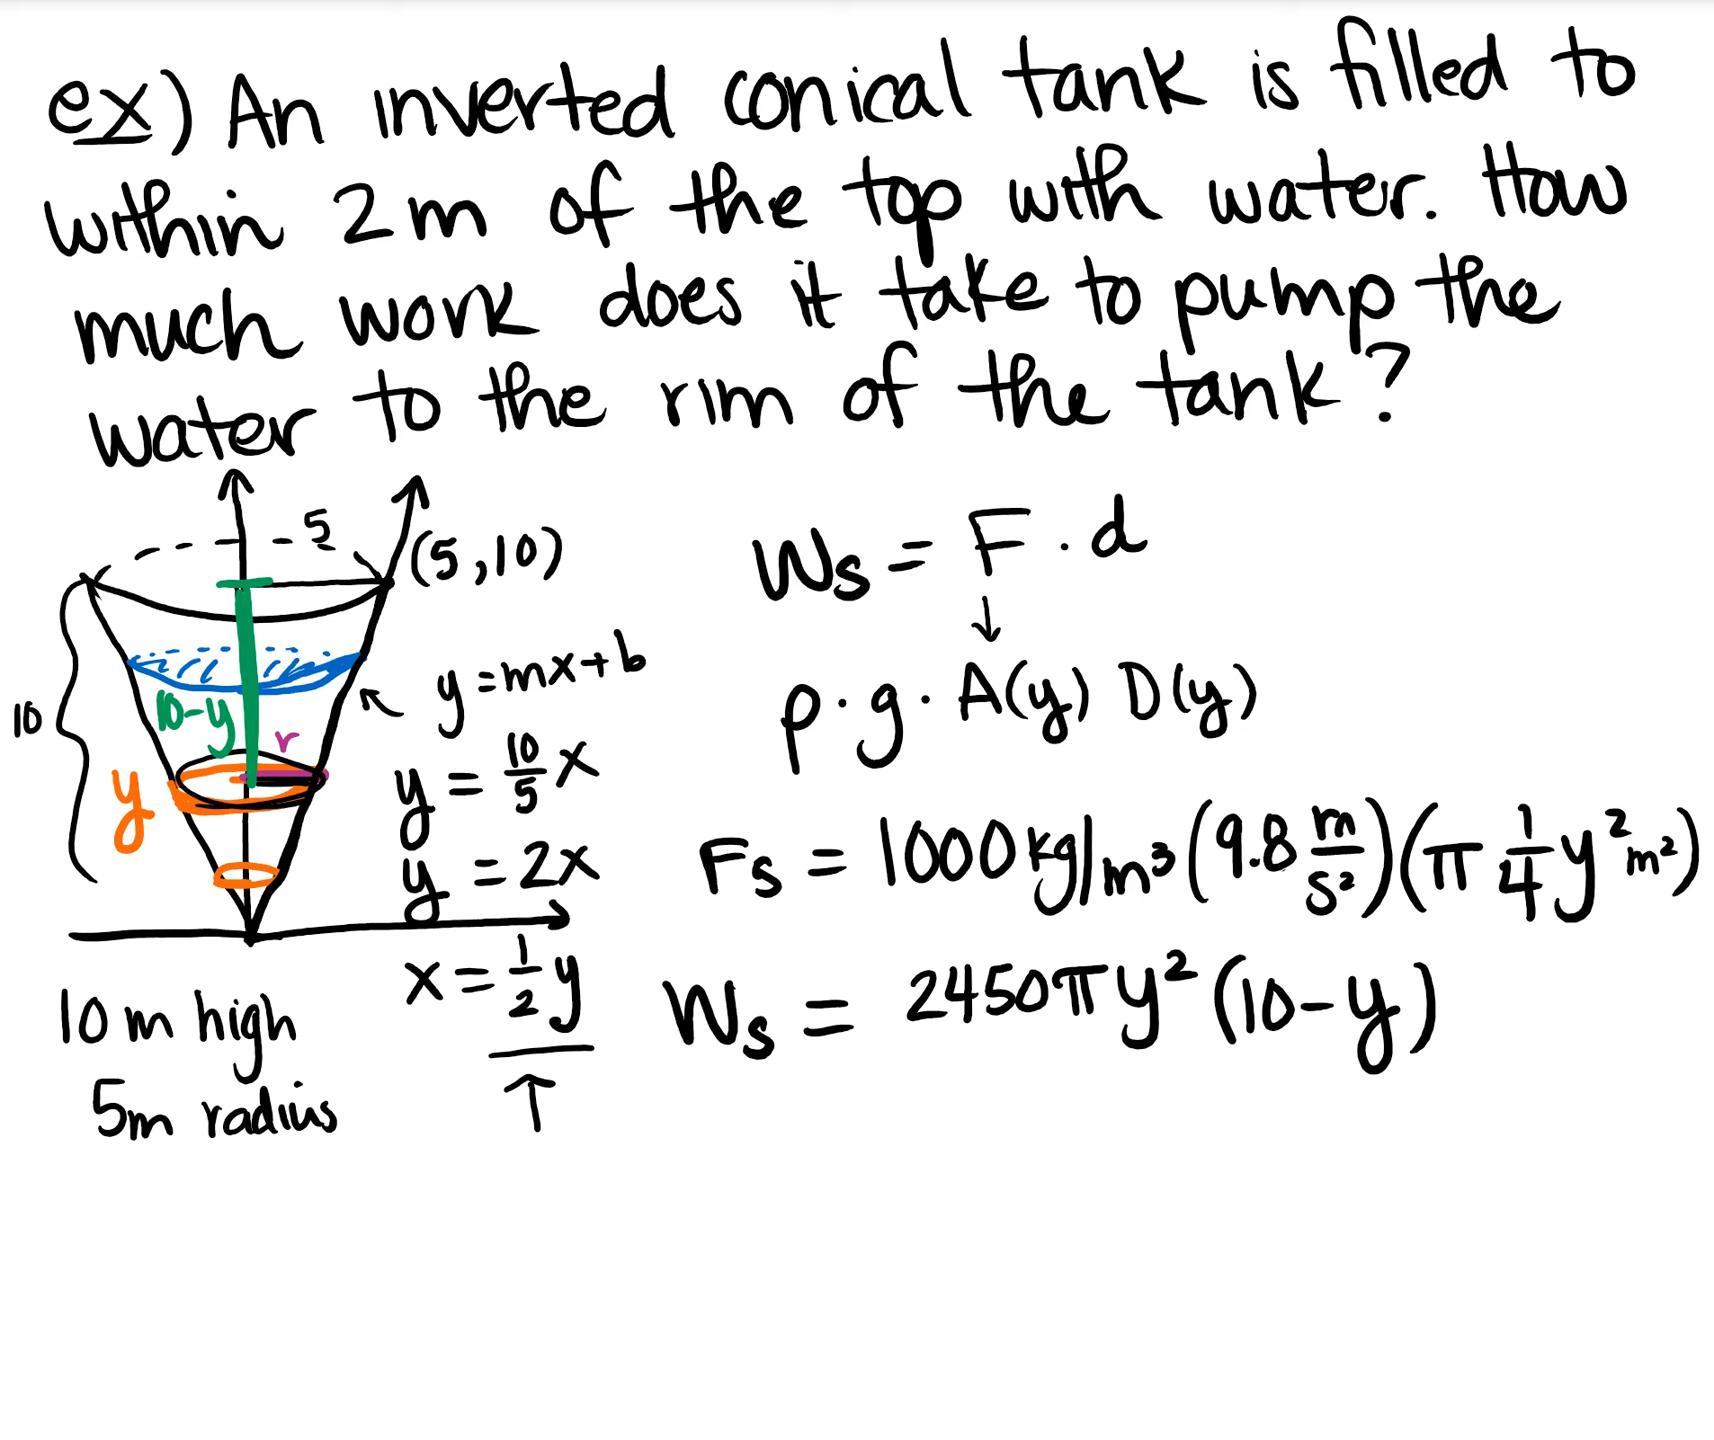 ex) An inverted conical tank is filled to
within 2m of the top with water. How
much work does it take to pump the
water to the rim of the tank?
5
(5,10)
10
10-y
r
y
y = mx+b
y = 10/5 x
y = 2x
x = 1/2 y
↑
10 m high
5m radius
Ws = F · d
↓
ρ · g · A(y) D(y)
Fs = 1000 kg/m³ (9.8 m/s²)(π 1/4 y² m²)
Ws = 2450πy² (10-y)